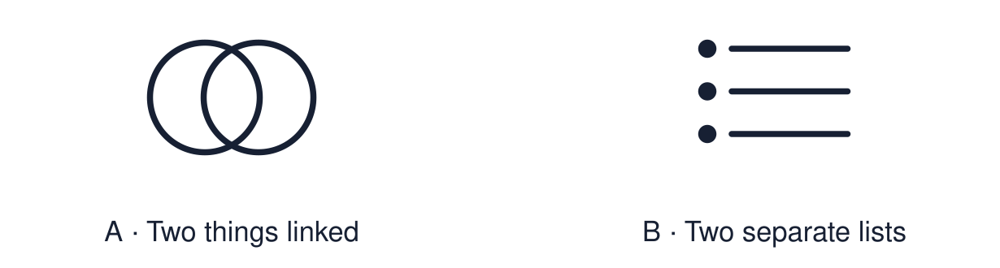 A · Two things linked
B · Two separate lists